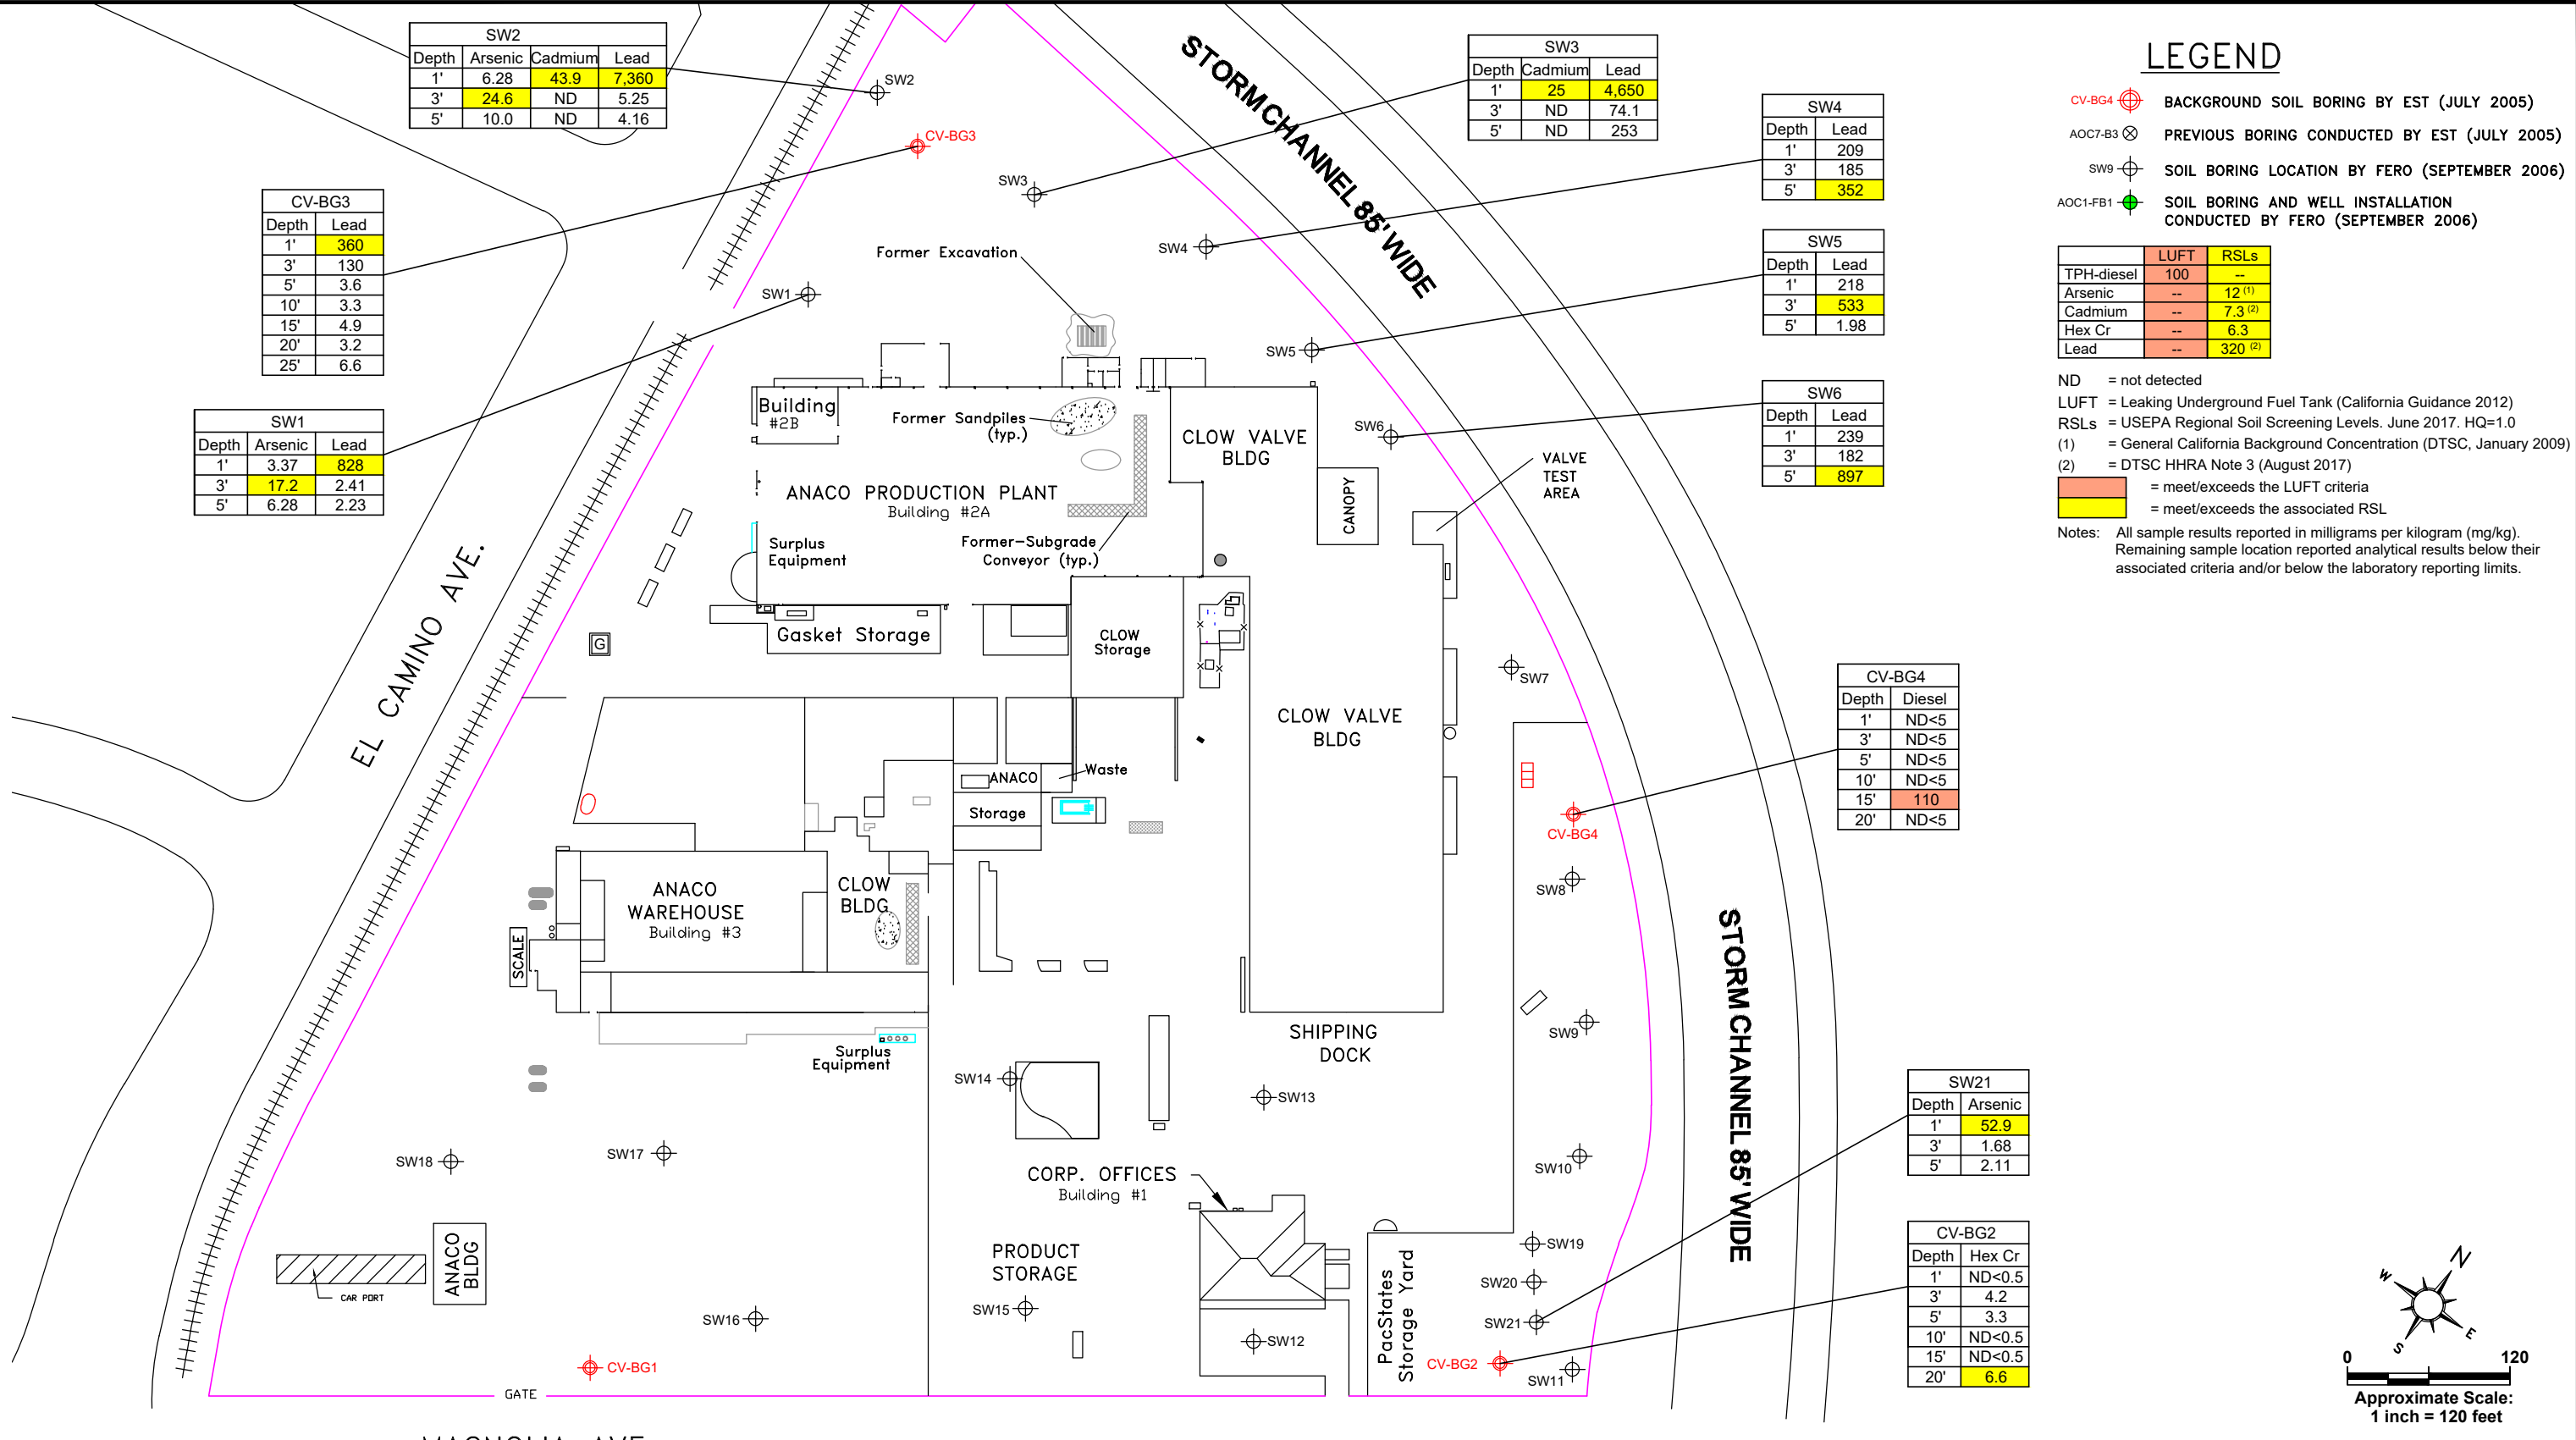 SW2
Depth Arsenic Cadmium Lead
1' 6.28 43.9 7,360
3' 24.6 ND 5.25
5' 10.0 ND 4.16
SW2
CV-BG3
SW3
Depth Cadmium Lead
1' 25 4,650
3' ND 74.1
5' ND 253
SW3
SW4
Depth Lead
1' 209
3' 185
5' 352
SW4
CV-BG3
Depth Lead
1' 360
3' 130
5' 3.6
10' 3.3
15' 4.9
20' 3.2
25' 6.6
SW1
SW1
Depth Arsenic Lead
1' 3.37 828
3' 17.2 2.41
5' 6.28 2.23
SW5
Depth Lead
1' 218
3' 533
5' 1.98
SW5
SW6
Depth Lead
1' 239
3' 182
5' 897
SW6
STORM CHANNEL 85' WIDE
LEGEND
CV-BG4 BACKGROUND SOIL BORING BY EST (JULY 2005)
AOC7-B3 PREVIOUS BORING CONDUCTED BY EST (JULY 2005)
SW9 SOIL BORING LOCATION BY FERO (SEPTEMBER 2006)
AOC1-FB1 SOIL BORING AND WELL INSTALLATION
CONDUCTED BY FERO (SEPTEMBER 2006)
LUFT RSLs
TPH-diesel 100 --
Arsenic -- 12 (1)
Cadmium -- 7.3 (2)
Hex Cr -- 6.3
Lead -- 320 (2)
ND = not detected
LUFT = Leaking Underground Fuel Tank (California Guidance 2012)
RSLs = USEPA Regional Soil Screening Levels. June 2017. HQ=1.0
(1) = General California Background Concentration (DTSC, January 2009)
(2) = DTSC HHRA Note 3 (August 2017)
= meet/exceeds the LUFT criteria
= meet/exceeds the associated RSL
Notes: All sample results reported in milligrams per kilogram (mg/kg).
Remaining sample location reported analytical results below their
associated criteria and/or below the laboratory reporting limits.
Former Excavation
Building
#2B
Former Sandpiles
(typ.)
CLOW VALVE
BLDG
CANOPY
VALVE
TEST
AREA
ANACO PRODUCTION PLANT
Building #2A
Surplus
Equipment
Former-Subgrade
Conveyor (typ.)
Gasket Storage
CLOW
Storage
G
EL CAMINO AVE.
SW7
CLOW VALVE
BLDG
CV-BG4
Depth Diesel
1' ND<5
3' ND<5
5' ND<5
10' ND<5
15' 110
20' ND<5
CV-BG4
SW8
ANACO
Waste
Storage
ANACO
WAREHOUSE
Building #3
CLOW
BLDG
SCALE
Surplus
Equipment
STORM CHANNEL 85' WIDE
SW9
SHIPPING
DOCK
SW14
SW13
SW18
SW17
SW10
CORP. OFFICES
Building #1
SW21
Depth Arsenic
1' 52.9
3' 1.68
5' 2.11
CV-BG2
Depth Hex Cr
1' ND<0.5
3' 4.2
5' 3.3
10' ND<0.5
15' ND<0.5
20' 6.6
ANACO
BLDG
CAR PORT
PRODUCT
STORAGE
SW19
SW20
SW21
SW16
SW15
SW12
PacStates
Storage Yard
CV-BG2
SW11
CV-BG1
GATE
N
W
E
S
0 120
Approximate Scale:
1 inch = 120 feet
MAGNOLIA AVE